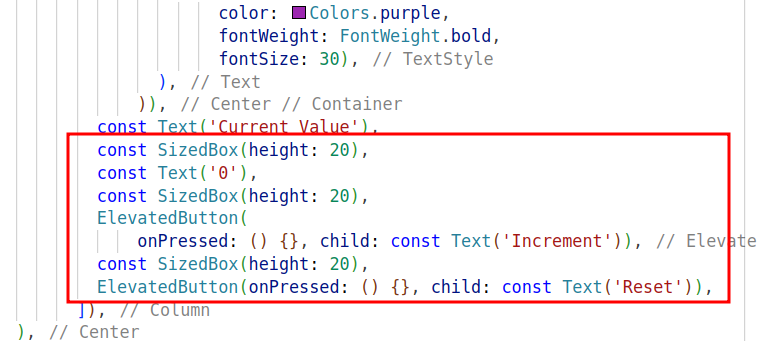 color: Colors.purple,
fontWeight: FontWeight.bold,
fontSize: 30), // TextStyle
), // Text
)), // Center // Container
const Text('Current Value'),
const SizedBox(height: 20),
const Text('0'),
const SizedBox(height: 20),
ElevatedButton(
onPressed: () {}, child: const Text('Increment')), // Elevate
const SizedBox(height: 20),
ElevatedButton(onPressed: () {}, child: const Text('Reset')),
]), // Column
), // Center